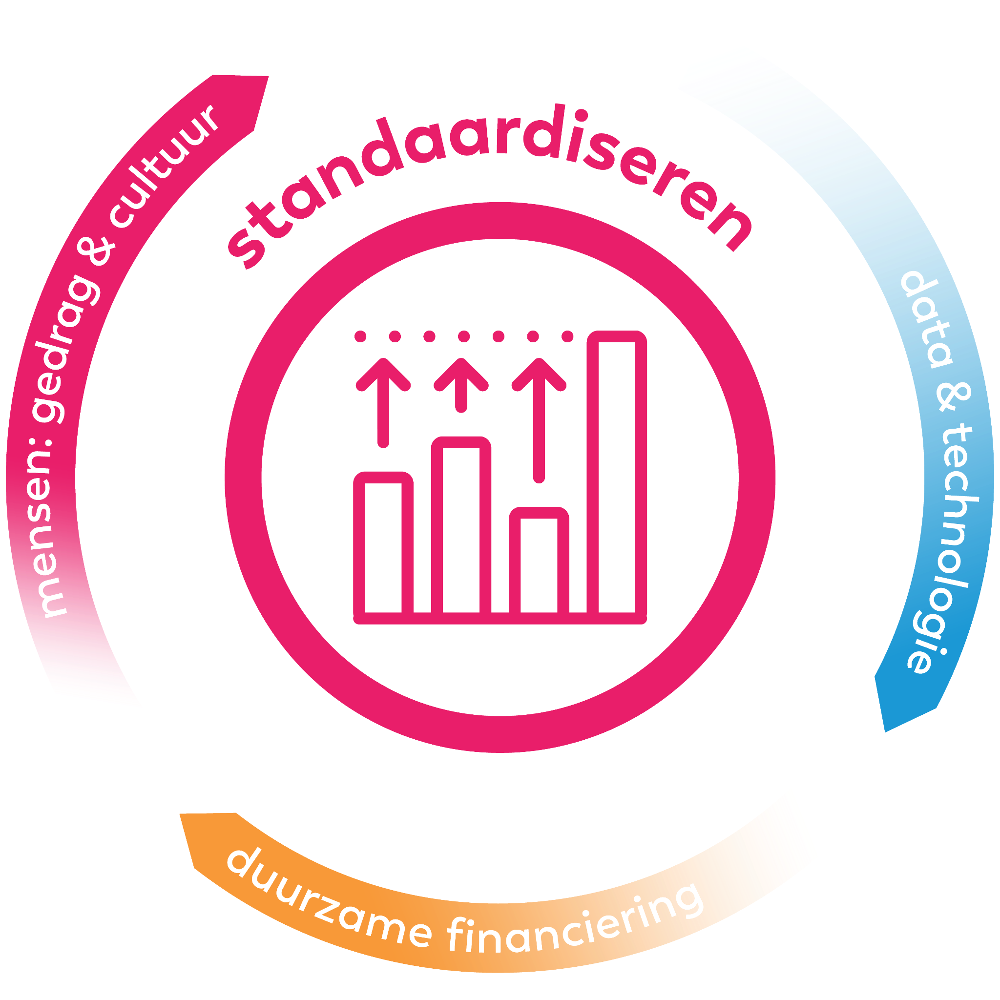 standaardiseren
mensen: gedrag & cultuur
data & technologie
duurzame financiering